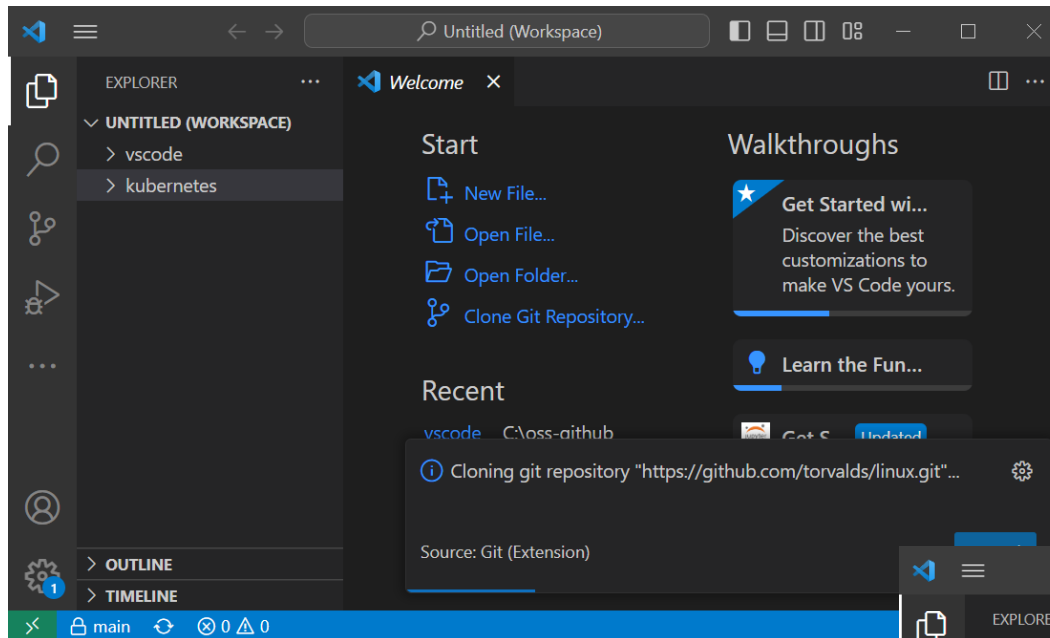 Untitled (Workspace)
EXPLORER
Welcome
UNTITLED (WORKSPACE)
vscode
kubernetes
Start
New File...
Open File...
Open Folder...
Clone Git Repository...
Recent
vscode C:\oss-github
Walkthroughs
Get Started wi...
Discover the best
customizations to
make VS Code yours.
Learn the Fun...
Get S... Updated
Cloning git repository "https://github.com/torvalds/linux.git"...
Source: Git (Extension)
OUTLINE
TIMELINE
1
main 0 0
EXPLORE